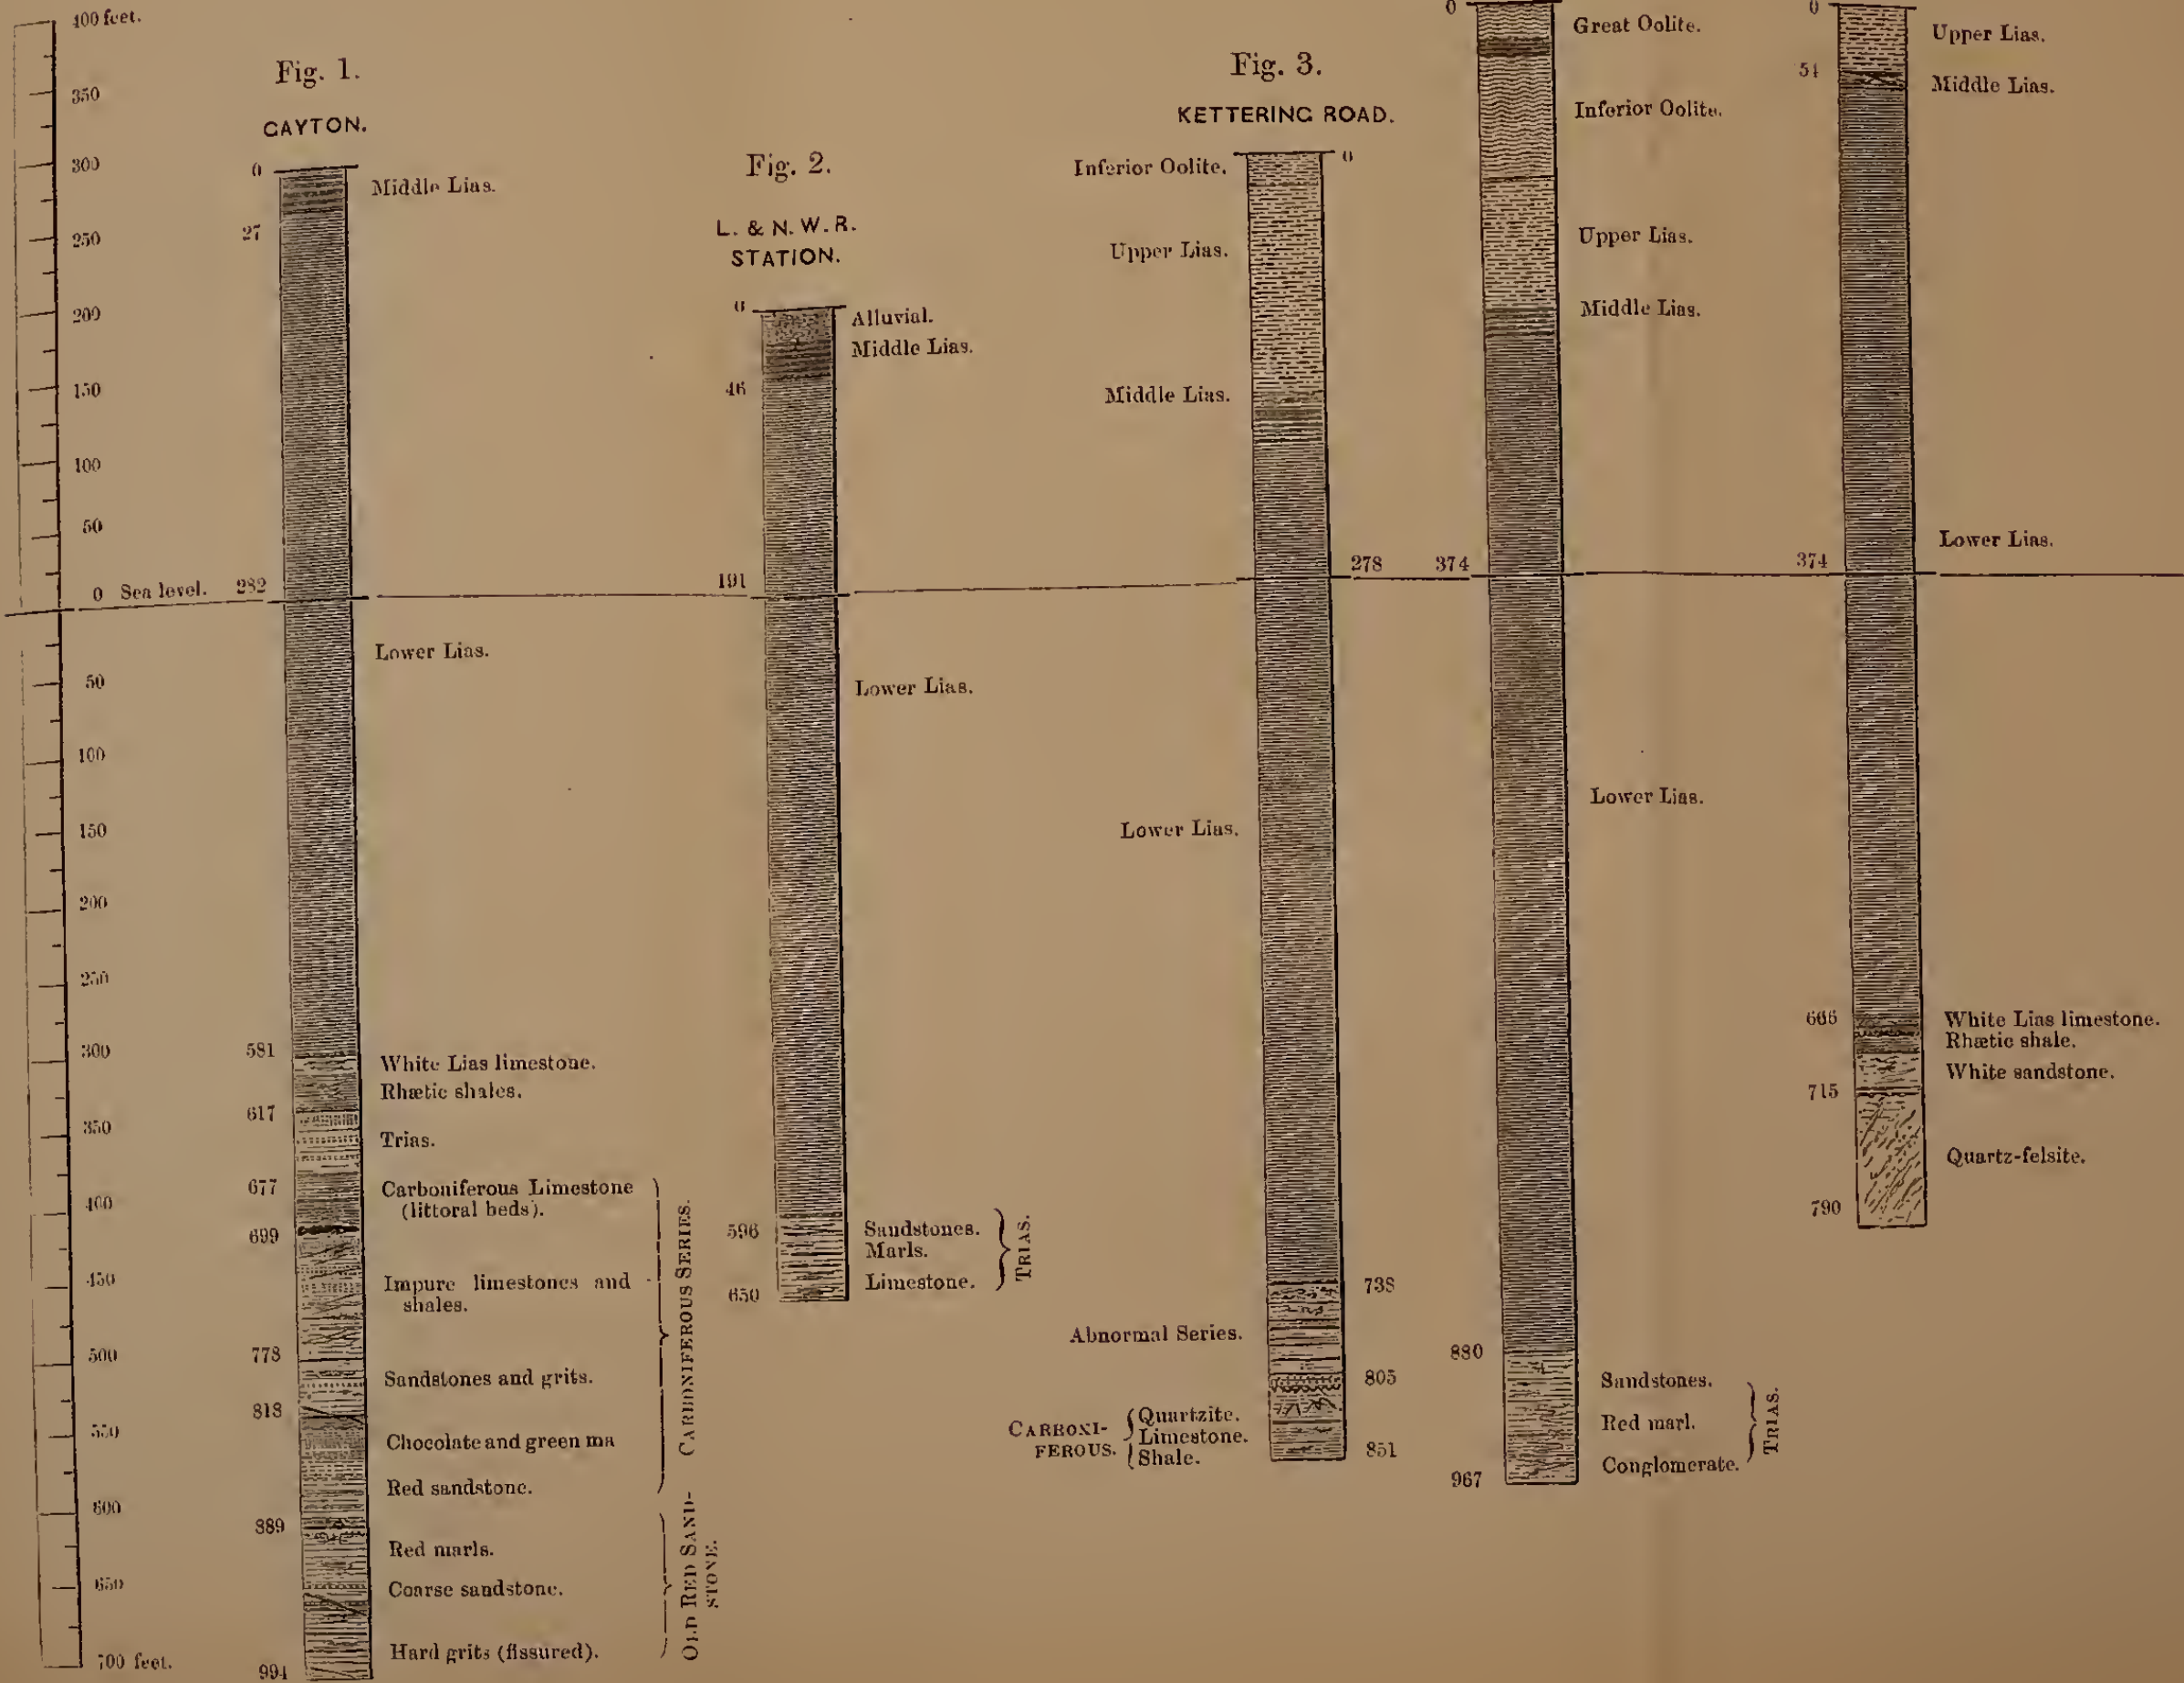 400 feet.
350
300
250
200
150
100
50
0 Sea level.
50
100
150
200
250
300
350
400
450
500
550
600
650
700 feet.
Fig. 1.
GAYTON.
0
Middle Lias.
27
282
Lower Lias.
581
White Lias limestone.
Rhætic shales.
617
Trias.
677
Carboniferous Limestone
(littoral beds).
699
Impure limestones and
shales.
778
Sandstones and grits.
818
Chocolate and green ma
Red sandstone.
889
Red marls.
Coarse sandstone.
Hard grits (fissured).
994
CARBONIFEROUS SERIES.
OLD RED SAND-
STONE.
Fig. 2.
L. & N. W. R.
STATION.
0
Alluvial.
Middle Lias.
46
191
Lower Lias.
596
Sandstones.
Marls.
Limestone.
650
TRIAS.
Fig. 3.
KETTERING ROAD.
Inferior Oolite.
0
Upper Lias.
Middle Lias.
278
Lower Lias.
738
Abnormal Series.
805
CARBONI-
FEROUS.
Quartzite.
Limestone.
Shale.
851
0
Great Oolite.
Inferior Oolite.
Upper Lias.
Middle Lias.
374
Lower Lias.
880
Sandstones.
Red marl.
Conglomerate.
967
TRIAS.
0
Upper Lias.
54
Middle Lias.
Lower Lias.
374
666
White Lias limestone.
Rhætic shale.
White sandstone.
715
Quartz-felsite.
790